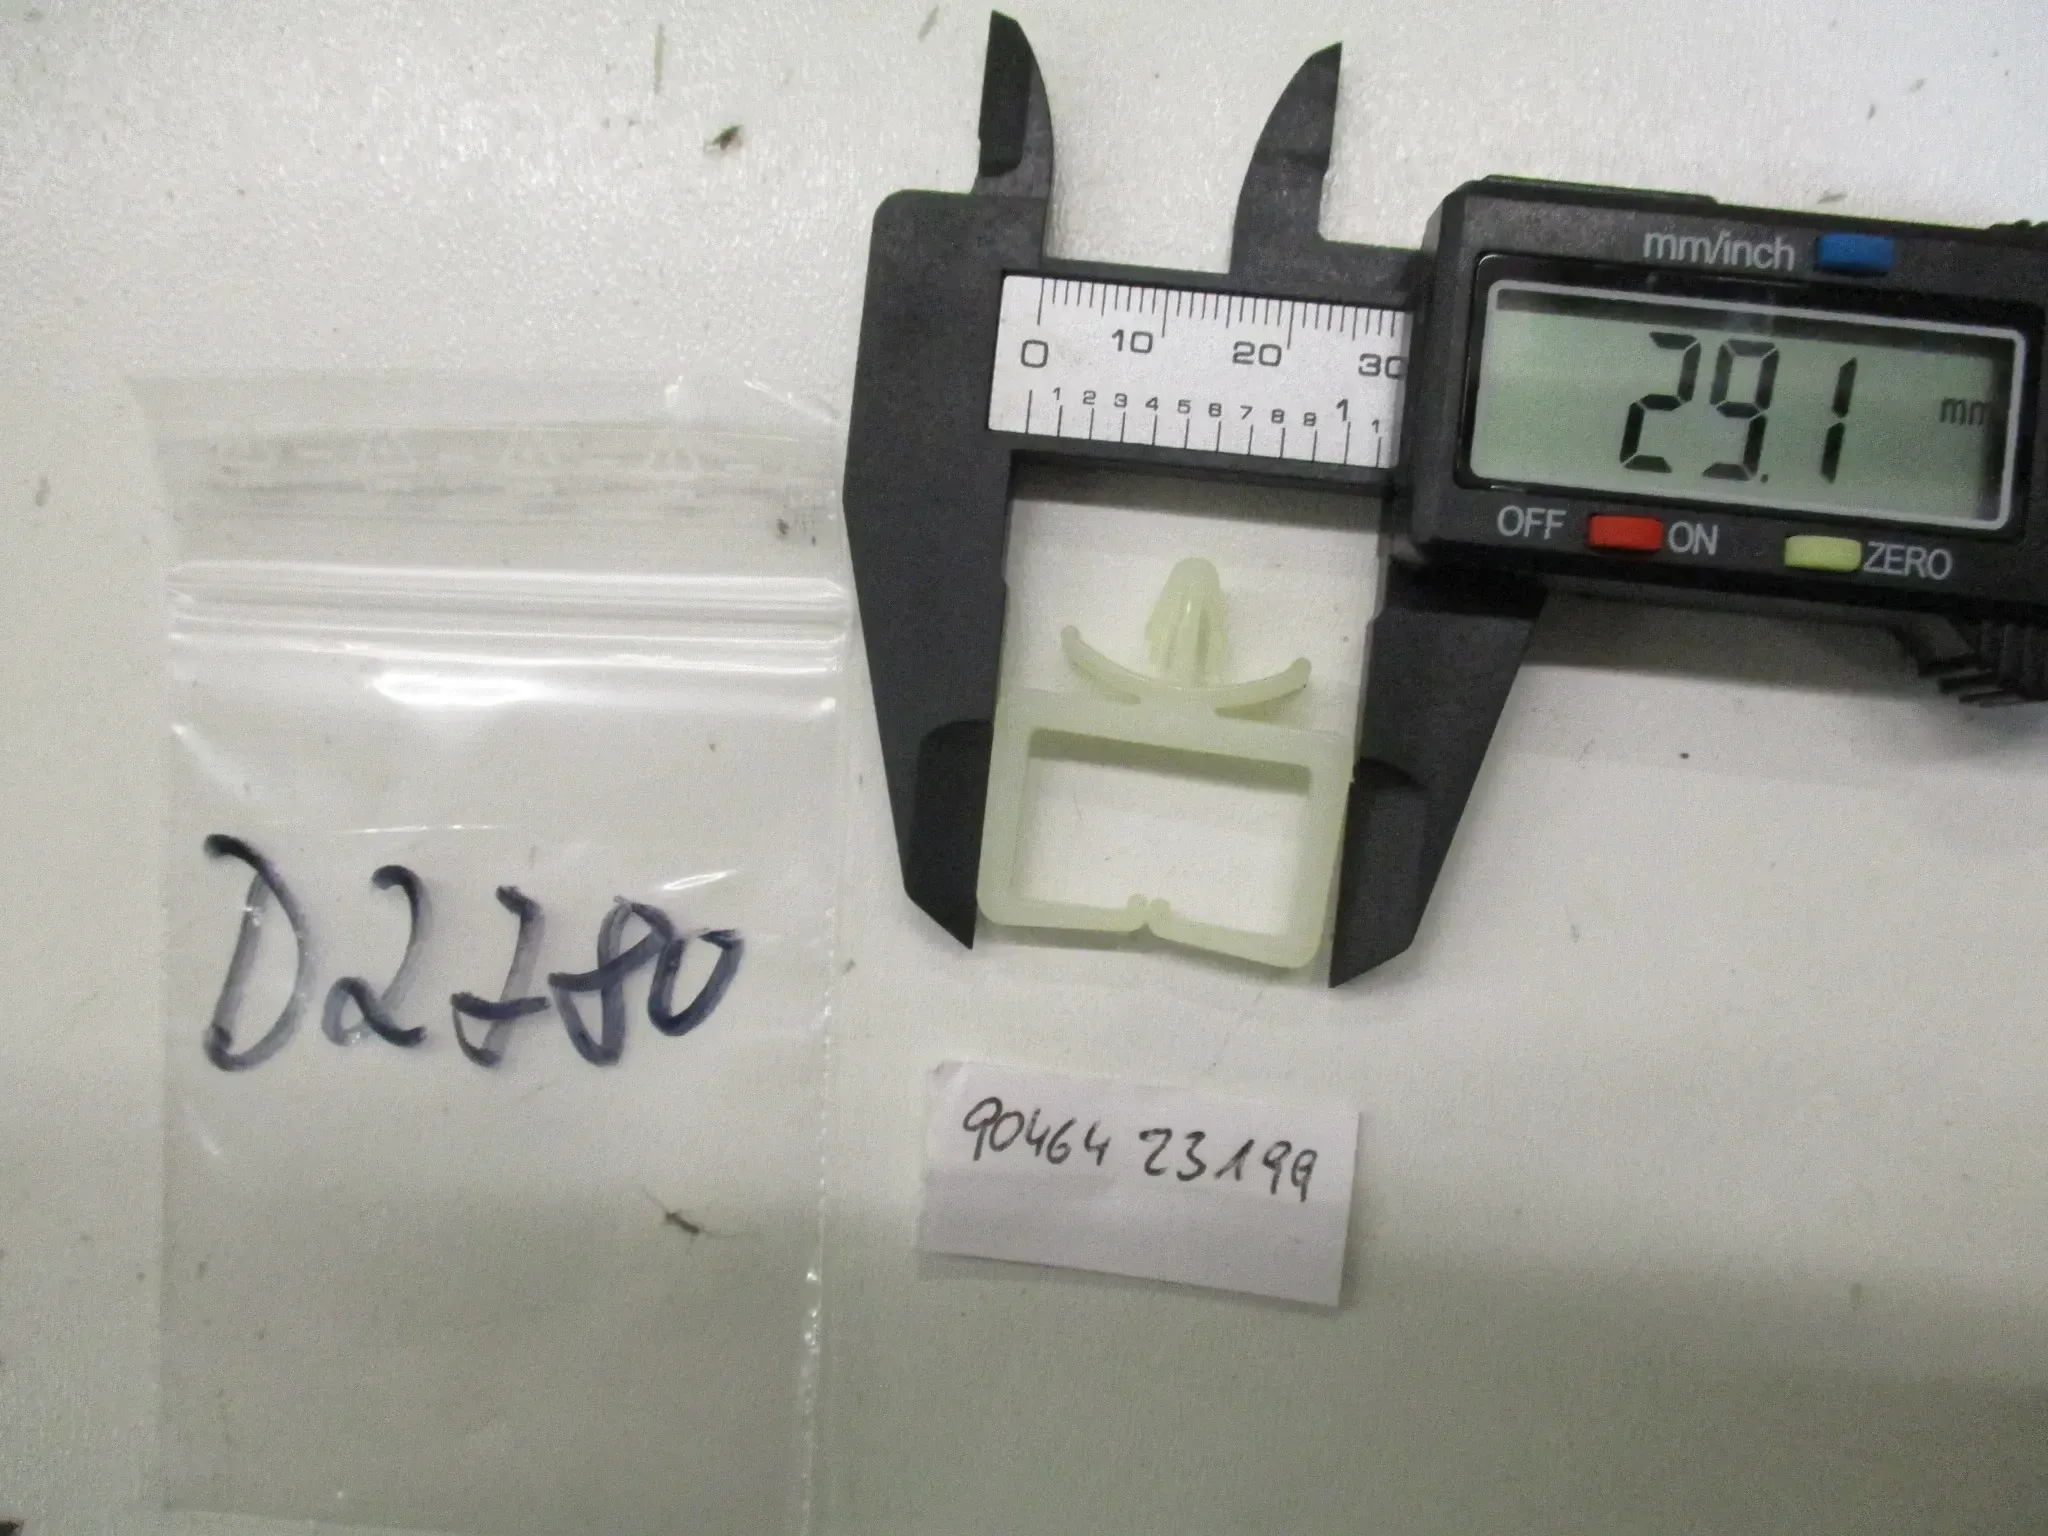 mm/inch
0 10 20 30
1 2 3 4 5 6 7 8 9 1 1
29.1 mm
OFF ON ZERO
D2780
90464 23199